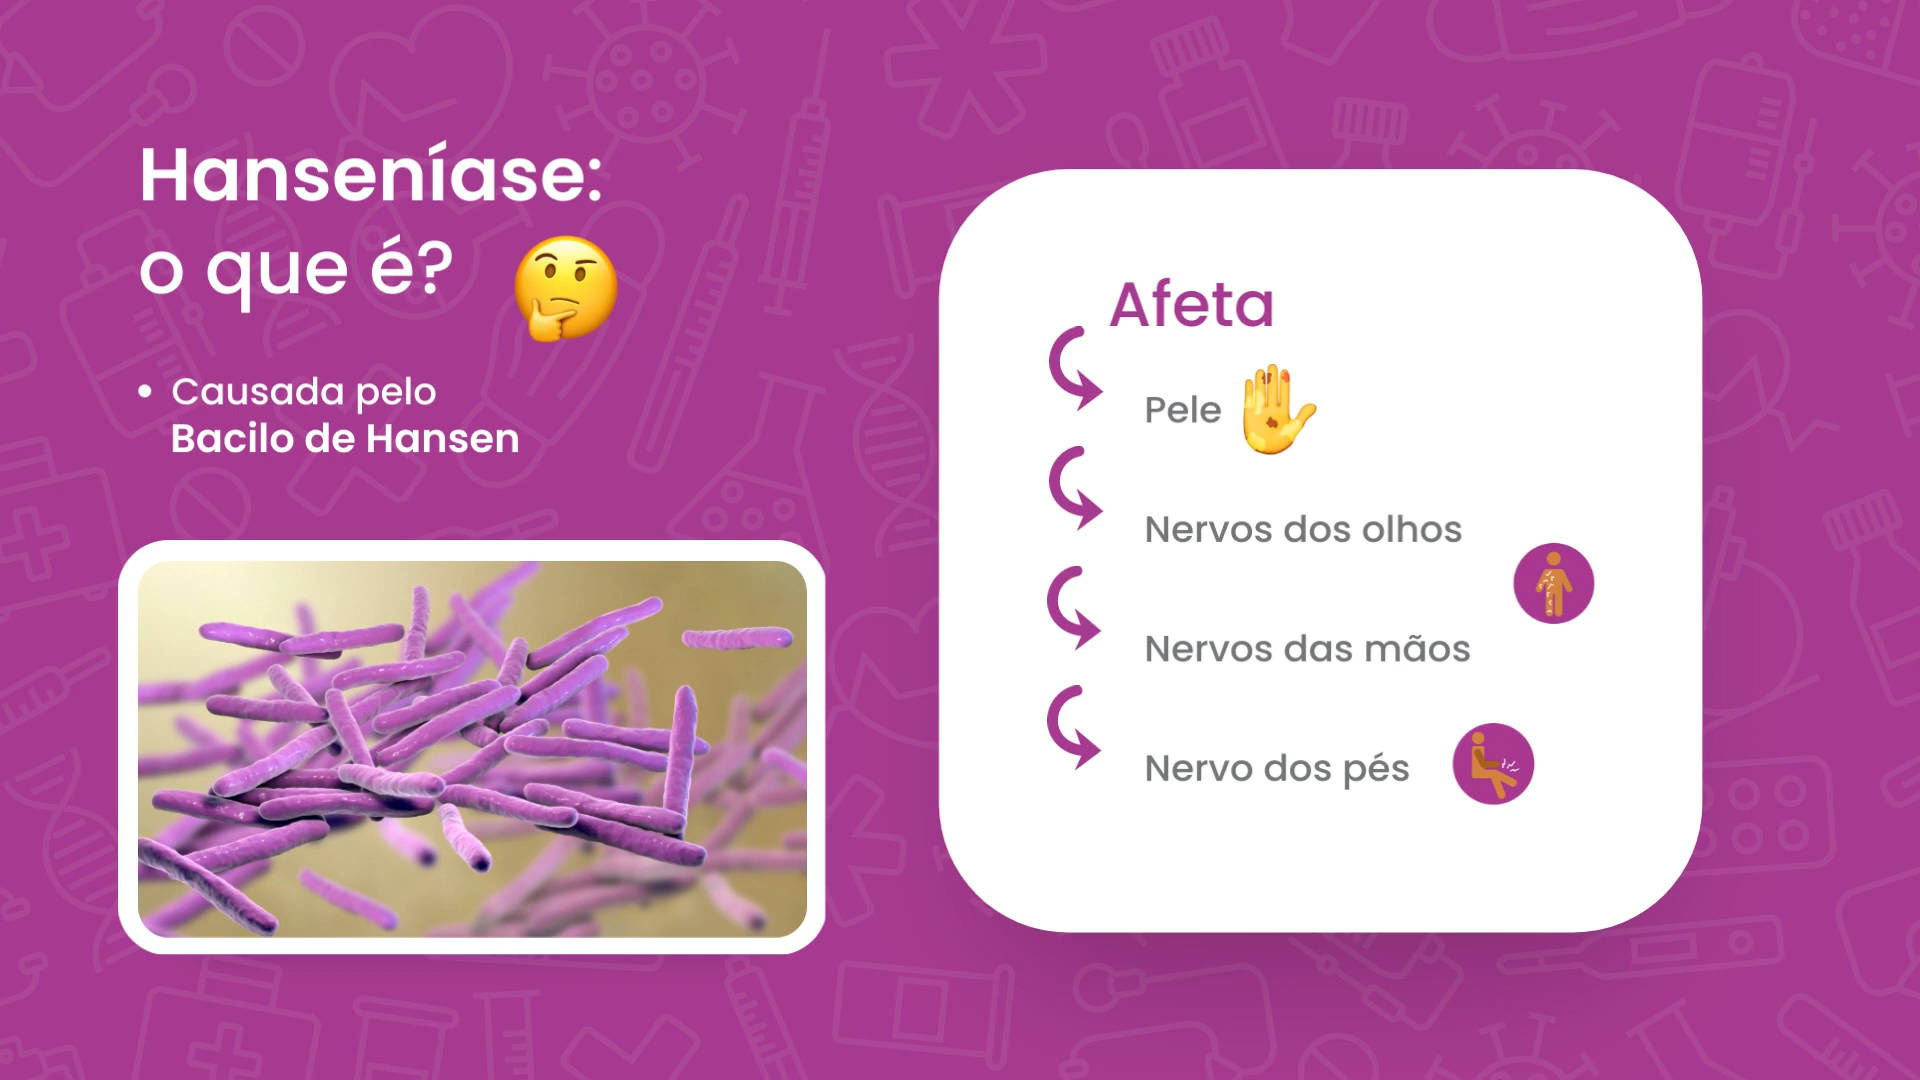 Hanseníase:
o que é?
• Causada pelo
Bacilo de Hansen
Afeta
Pele
Nervos dos olhos
Nervos das mãos
Nervo dos pés